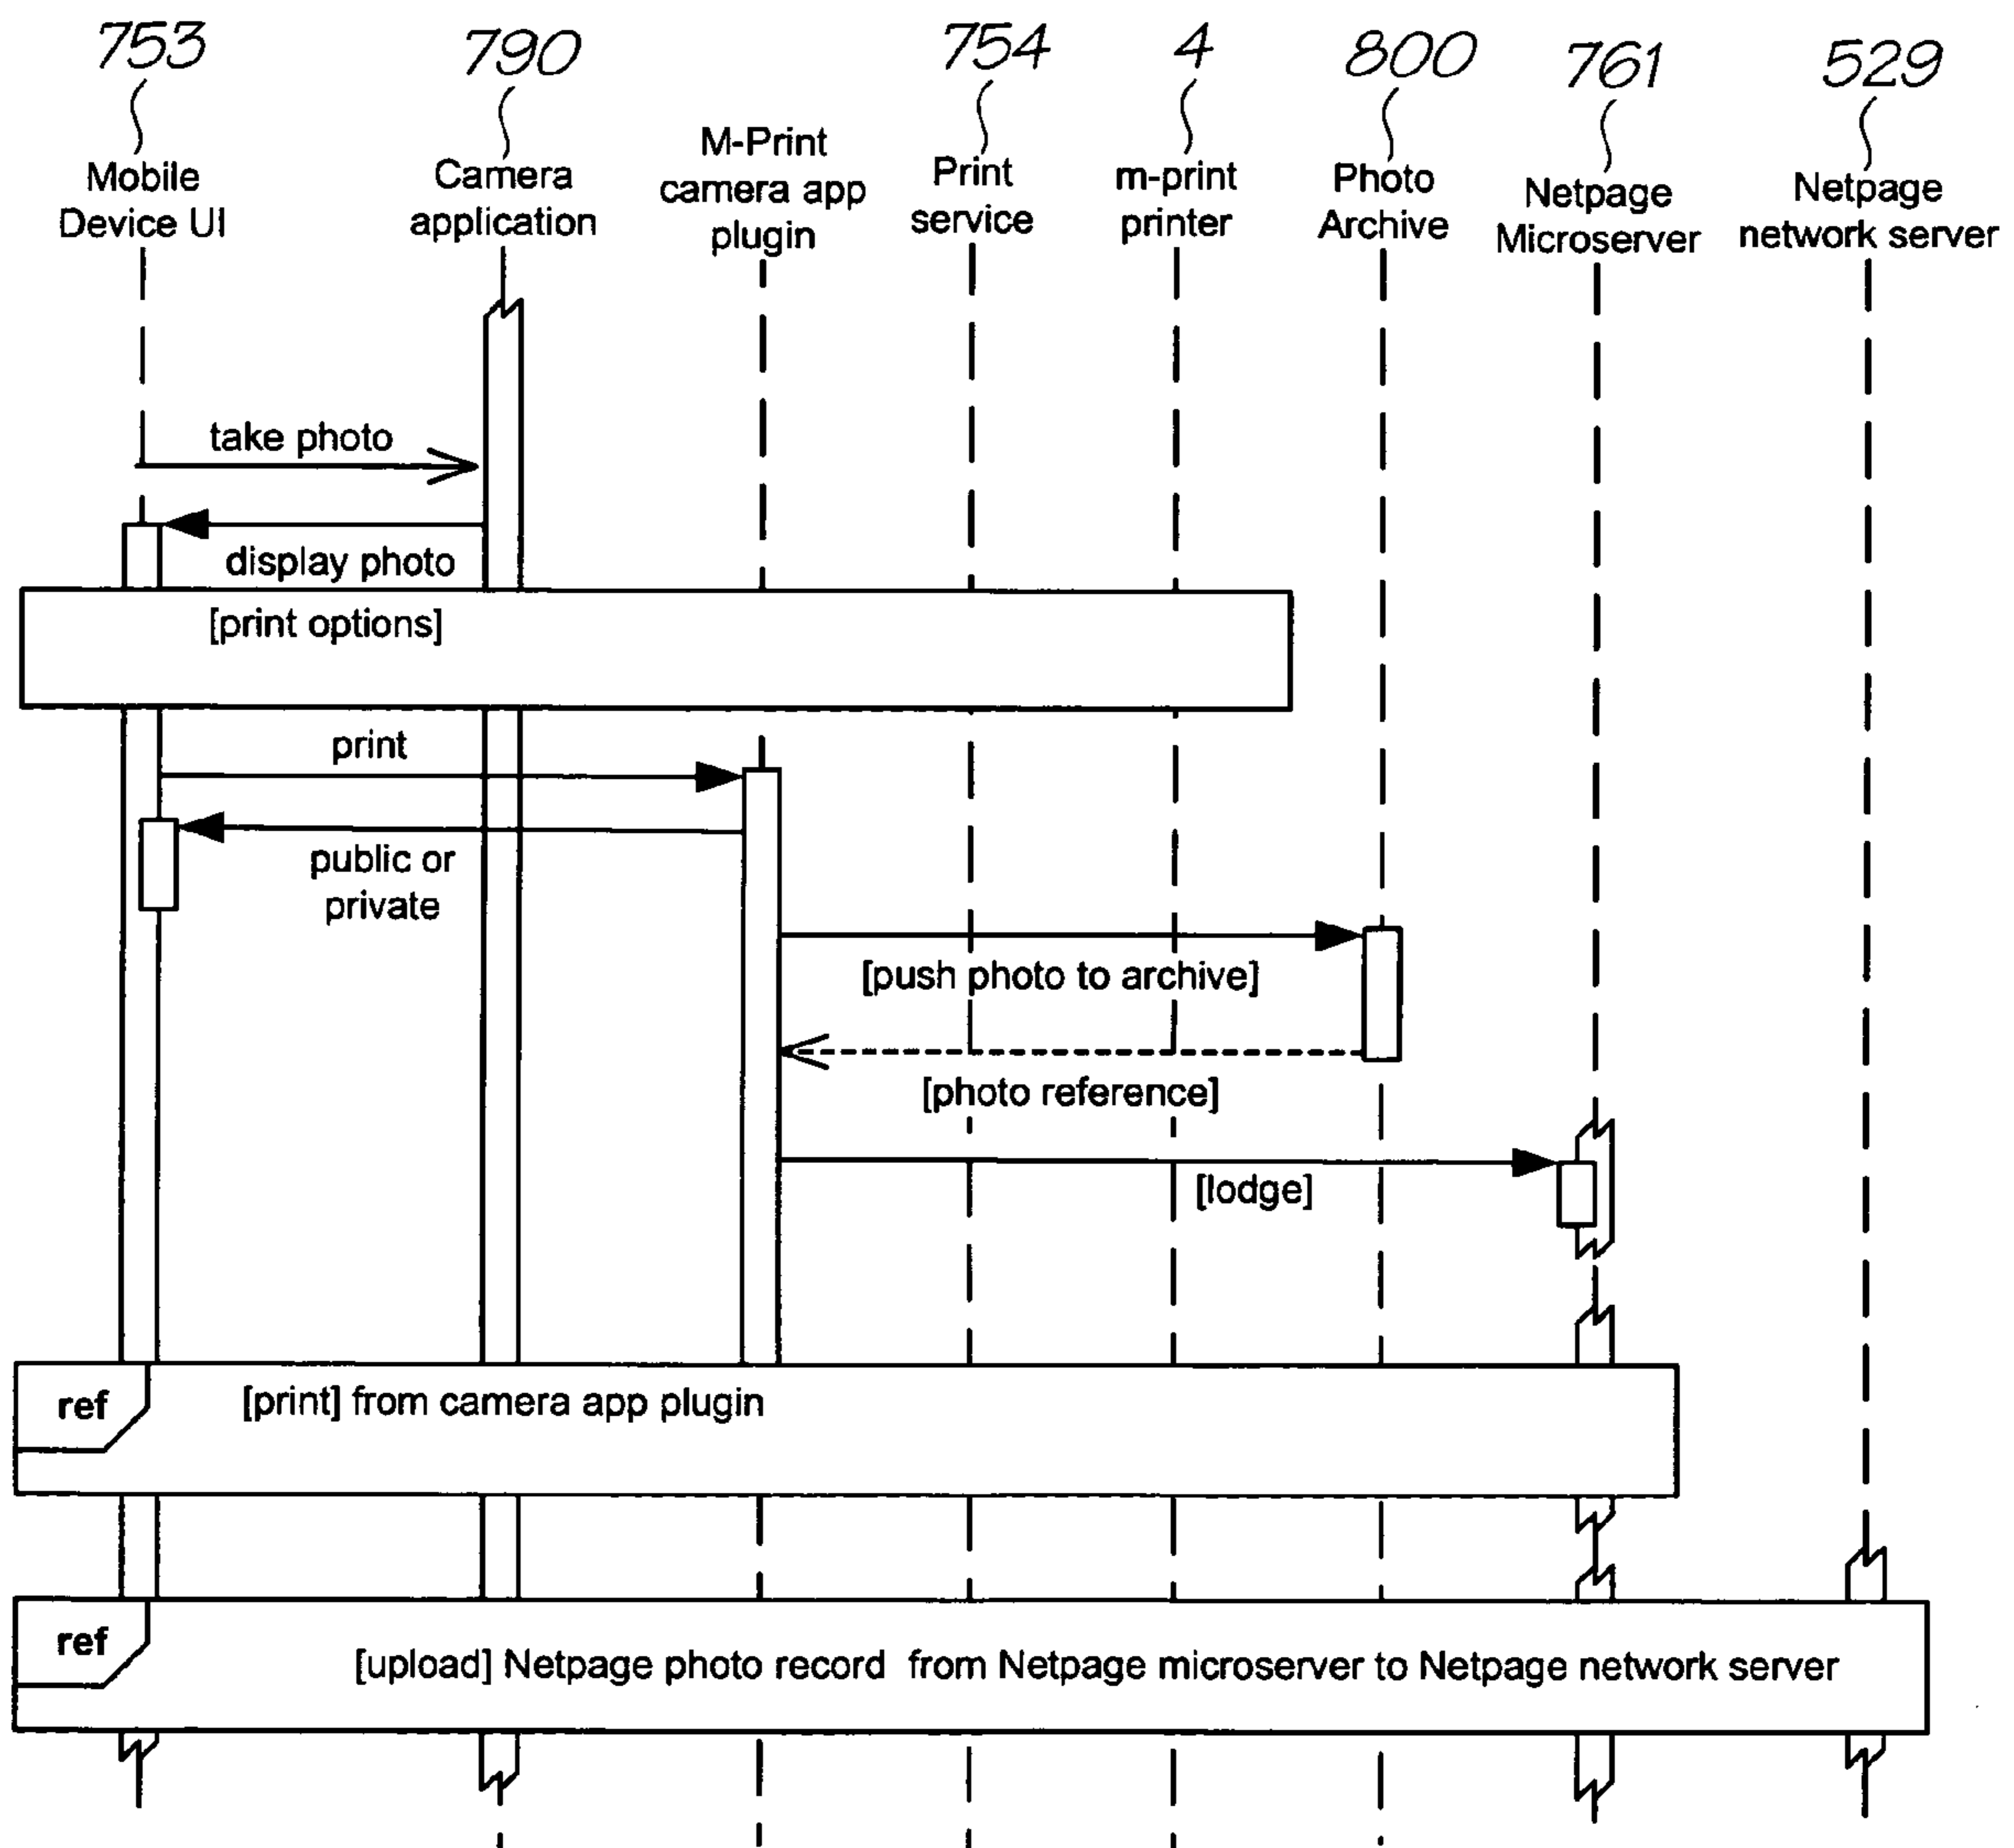 753
790
754
4
800
761
529
Mobile
Device UI
Camera
application
M-Print
camera app
plugin
Print
service
m-print
printer
Photo
Archive
Netpage
Microserver
Netpage
network server
take photo
display photo
[print options]
print
public or
private
[push photo to archive]
[photo reference]
[lodge]
ref
[print] from camera app plugin
ref
[upload] Netpage photo record from Netpage microserver to Netpage network server